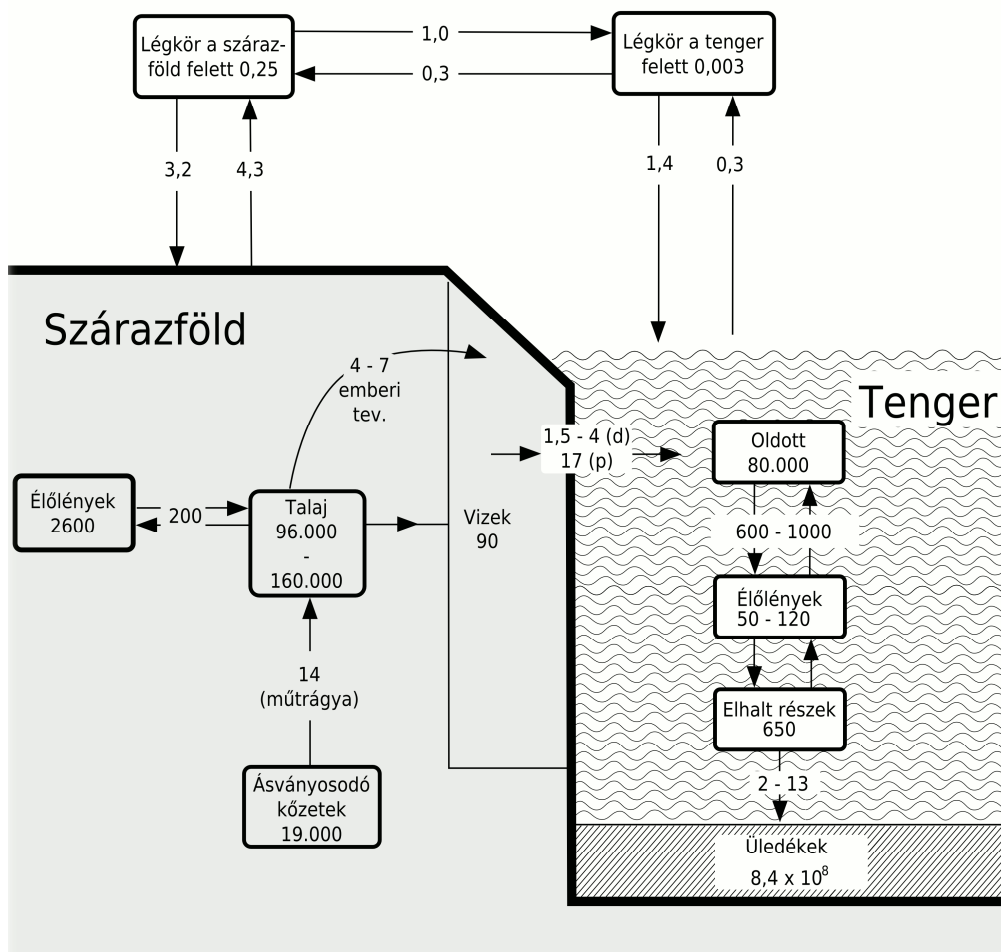 Légkör a száraz-
föld felett 0,25
1,0
0,3
Légkör a tenger
felett 0,003
3,2
4,3
1,4
0,3
Szárazföld
4 - 7
emberi
tev.
Tenger
1,5 - 4 (d)
17 (p)
Oldott
80.000
Élőlények
2600
200
Talaj
96.000
-
160.000
Vizek
90
600 - 1000
Élőlények
50 - 120
14
(műtrágya)
Elhalt részek
650
Ásványosodó
kőzetek
19.000
2 - 13
Üledékek
8,4 x 10⁸